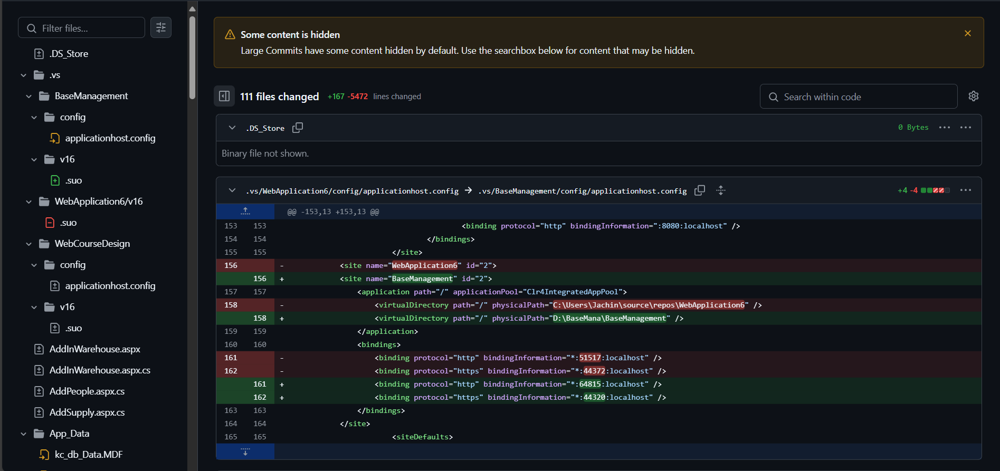 Filter files...
.DS_Store
.vs
BaseManagement
config
applicationhost.config
v16
.suo
WebApplication6/v16
.suo
WebCourseDesign
config
applicationhost.config
v16
.suo
AddInWarehouse.aspx
AddInWarehouse.aspx.cs
AddPeople.aspx.cs
AddSupply.aspx.cs
App_Data
kc_db_Data.MDF
Some content is hidden
Large Commits have some content hidden by default. Use the searchbox below for content that may be hidden.
111 files changed +167 -5472 lines changed
Search within code
.DS_Store 0 Bytes
Binary file not shown.
.vs/WebApplication6/config/applicationhost.config → .vs/BaseManagement/config/applicationhost.config +4 -4
@@ -153,13 +153,13 @@
153 153 <binding protocol="http" bindingInformation=":8080:localhost" />
154 154 </bindings>
155 155 </site>
156 - <site name="WebApplication6" id="2">
156 + <site name="BaseManagement" id="2">
157 157 <application path="/" applicationPool="Clr4IntegratedAppPool">
158 - <virtualDirectory path="/" physicalPath="C:\Users\Jachin\source\repos\WebApplication6" />
158 + <virtualDirectory path="/" physicalPath="D:\BaseMana\BaseManagement" />
159 159 </application>
160 160 <bindings>
161 - <binding protocol="http" bindingInformation="*:51517:localhost" />
162 - <binding protocol="https" bindingInformation="*:44372:localhost" />
161 + <binding protocol="http" bindingInformation="*:64815:localhost" />
162 + <binding protocol="https" bindingInformation="*:44320:localhost" />
163 163 </bindings>
164 164 </site>
165 165 <siteDefaults>